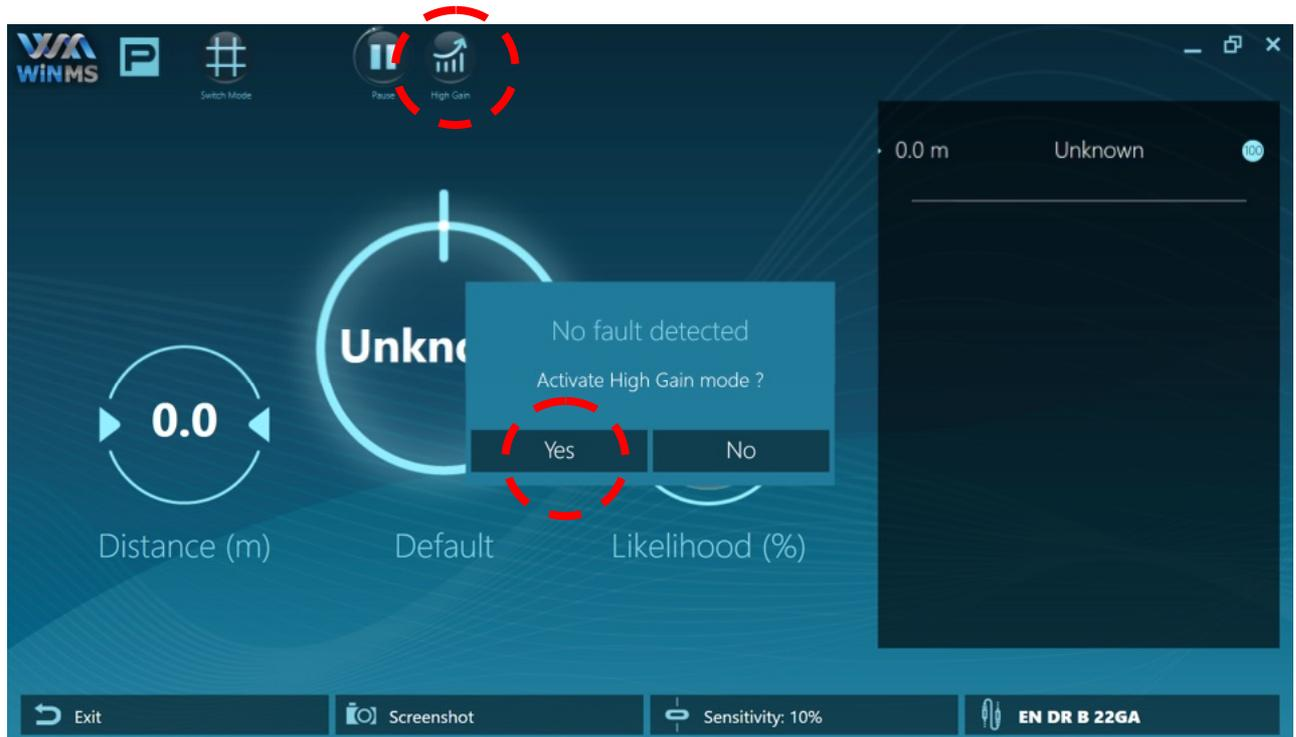 WiNMS
P
Switch Mode
Pause
High Gain
0.0 m Unknown 100
No fault detected
Activate High Gain mode ?
Yes No
0.0
Distance (m) Default Likelihood (%)
Exit Screenshot Sensitivity: 10% EN DR B 22GA